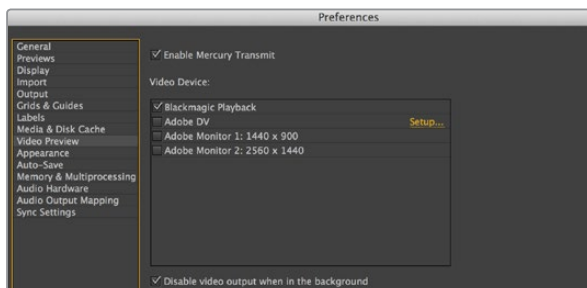 Preferences
General
Previews
Display
Import
Output
Grids & Guides
Labels
Media & Disk Cache
Video Preview
Appearance
Auto-Save
Memory & Multiprocessing
Audio Hardware
Audio Output Mapping
Sync Settings
Enable Mercury Transmit
Video Device:
Blackmagic Playback
Adobe DV Setup...
Adobe Monitor 1: 1440 x 900
Adobe Monitor 2: 2560 x 1440
Disable video output when in the background